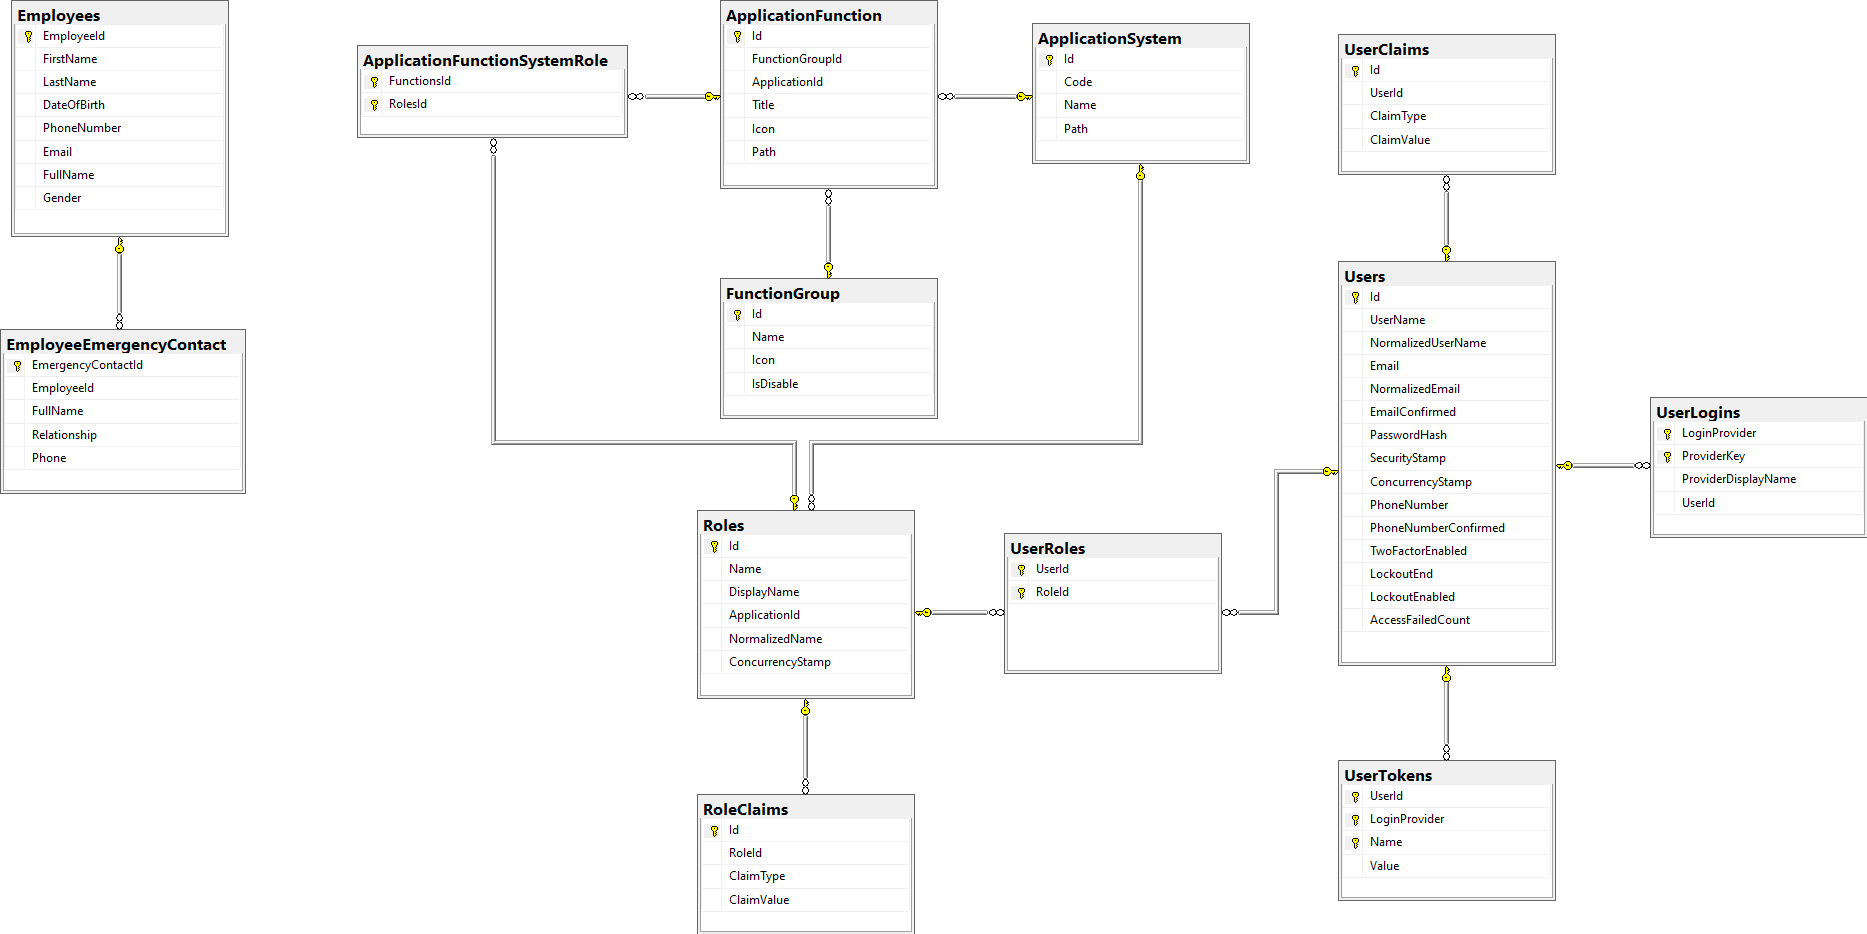 Employees
EmployeeId
FirstName
LastName
DateOfBirth
PhoneNumber
Email
FullName
Gender
EmployeeEmergencyContact
EmergencyContactId
EmployeeId
FullName
Relationship
Phone
ApplicationFunctionSystemRole
FunctionsId
RolesId
ApplicationFunction
Id
FunctionGroupId
ApplicationId
Title
Icon
Path
ApplicationSystem
Id
Code
Name
Path
FunctionGroup
Id
Name
Icon
IsDisable
Roles
Id
Name
DisplayName
ApplicationId
NormalizedName
ConcurrencyStamp
RoleClaims
Id
RoleId
ClaimType
ClaimValue
UserRoles
UserId
RoleId
UserClaims
Id
UserId
ClaimType
ClaimValue
Users
Id
UserName
NormalizedUserName
Email
NormalizedEmail
EmailConfirmed
PasswordHash
SecurityStamp
ConcurrencyStamp
PhoneNumber
PhoneNumberConfirmed
TwoFactorEnabled
LockoutEnd
LockoutEnabled
AccessFailedCount
UserLogins
LoginProvider
ProviderKey
ProviderDisplayName
UserId
UserTokens
UserId
LoginProvider
Name
Value